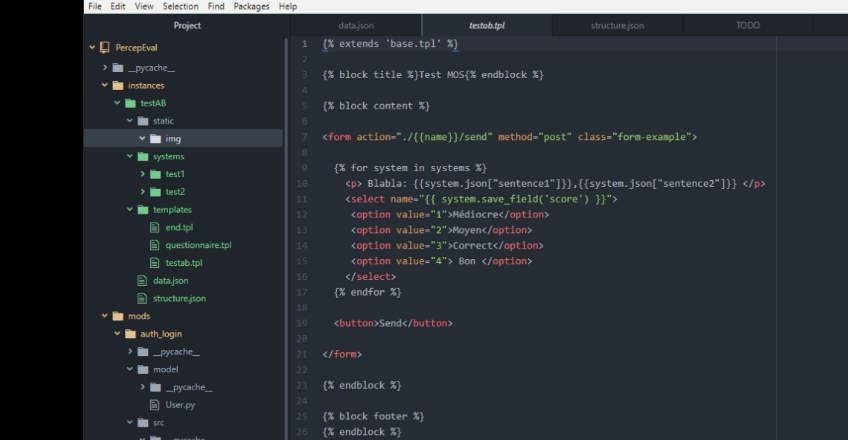 File Edit View Selection Find Packages Help
Project
data.json testab.tpl structure.json TODO
PercepEval
__pycache__
instances
testAB
static
img
systems
test1
test2
templates
end.tpl
questionnaire.tpl
testab.tpl
data.json
structure.json
mods
auth_login
__pycache__
model
__pycache__
User.py
src
__pycache__
1 {% extends 'base.tpl' %}
2
3 {% block title %}Test MOS{% endblock %}
4
5 {% block content %}
6
7 <form action="./{{name}}/send" method="post" class="form-example">
8
9 {% for system in systems %}
10 <p> Blabla: {{system.json["sentence1"]}},{{system.json["sentence2"]}} </p>
11 <select name="{{ system.save_field('score') }}">
12 <option value="1">Médiocre</option>
13 <option value="2">Moyen</option>
14 <option value="3">Correct</option>
15 <option value="4"> Bon </option>
16 </select>
17 {% endfor %}
18
19 <button>Send</button>
20
21 </form>
22
23 {% endblock %}
24
25 {% block footer %}
26 {% endblock %}